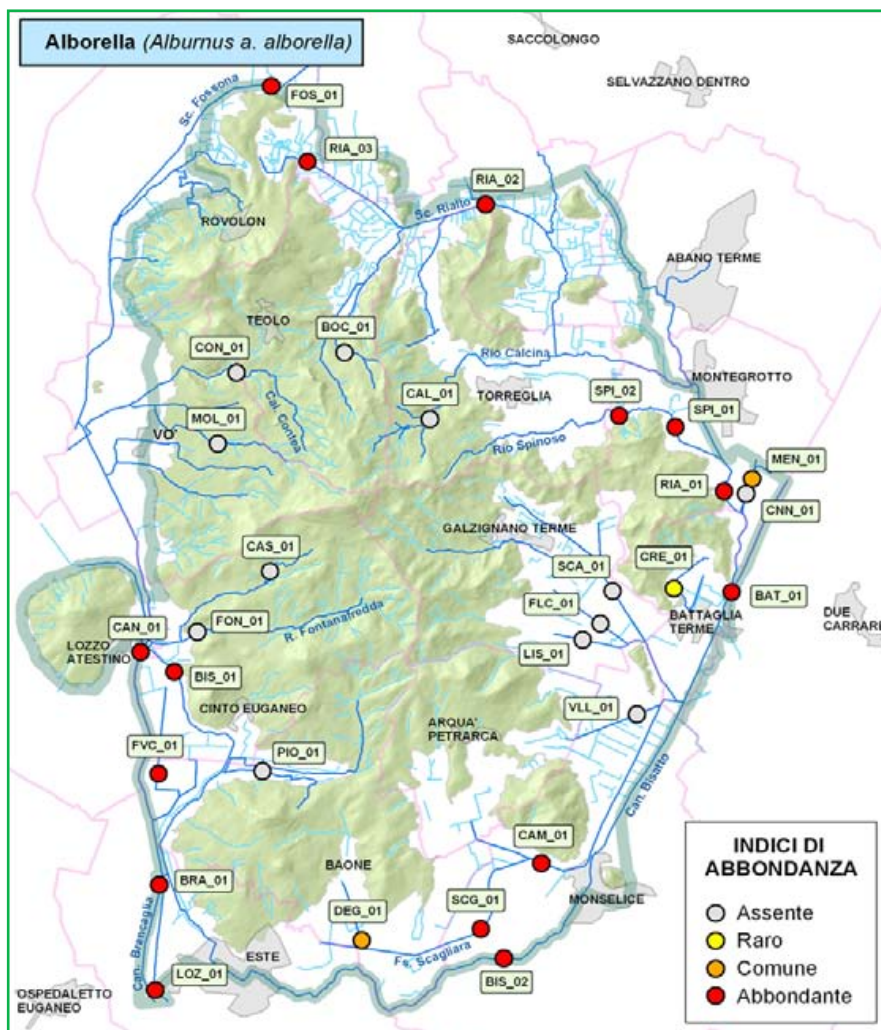 Alborella (Alburnus a. alborella)
SACCOLONGO
SELVAZZANO DENTRO
Sc. Fossona
FOS_01
RIA_03
RIA_02
Sc. Rialto
ROVOLON
ABANO TERME
TEOLO
BOC_01
CON_01
Rio Calcina
MONTEGROTTO
TORREGLIA
CAL_01
SPI_02
SPI_01
Cal. Contea
MOL_01
VO'
Rio Spinoso
MEN_01
RIA_01
CNN_01
GALZIGNANO TERME
CAS_01
SCA_01
CRE_01
FLC_01
BAT_01
DUE
CARRARE
BATTAGLIA
TERME
CAN_01
FON_01
R. Fontanafredda
LOZZO
ATESTINO
LIS_01
BIS_01
CINTO EUGANEO
ARQUA'
PETRARCA
VLL_01
FVC_01
PIO_01
Can. Bisatto
CAM_01
BAONE
BRA_01
MONSELICE
DEG_01
SCG_01
Fs. Scagliara
Can. Brancaglia
ESTE
BIS_02
LOZ_01
OSPEDALETTO
EUGANEO
INDICI DI
ABBONDANZA
Assente
Raro
Comune
Abbondante